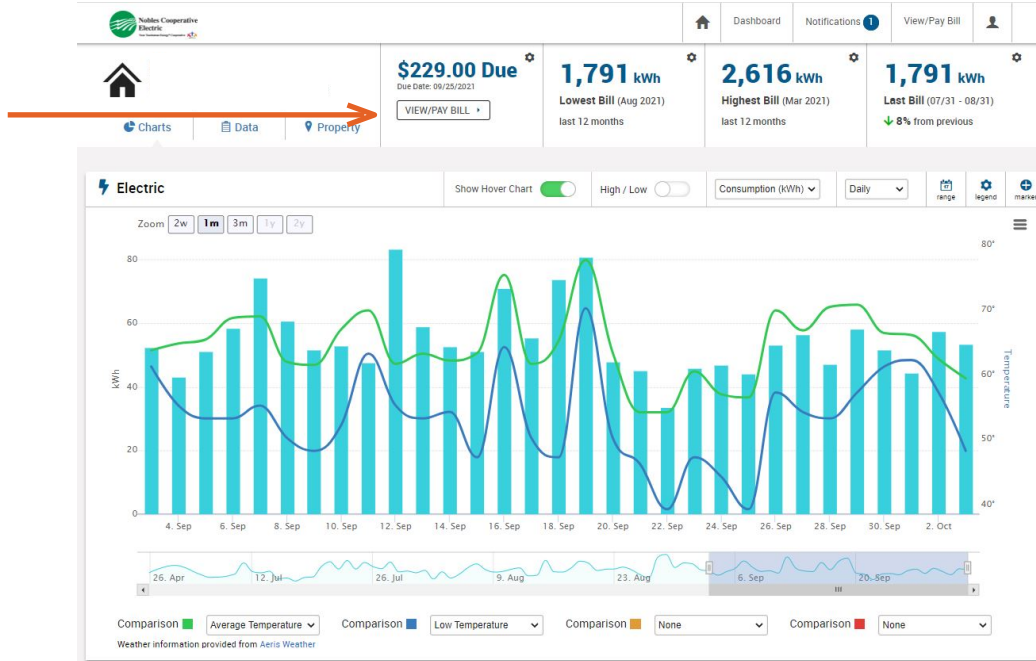 Nobles Cooperative
Electric
Dashboard
Notifications 1
View/Pay Bill
$229.00 Due
Due Date: 09/25/2021
VIEW/PAY BILL
1,791 kWh
Lowest Bill (Aug 2021)
last 12 months
2,616 kWh
Highest Bill (Mar 2021)
last 12 months
1,791 kWh
Last Bill (07/31 - 08/31)
8% from previous
Charts
Data
Property
Electric
Show Hover Chart
High / Low
Consumption (kWh)
Daily
17
range
legend
marker
Zoom 2w 1m 3m 1y 2y
80
60
40
20
0
kWh
80°
70°
60°
50°
40°
Temperature
4. Sep 6. Sep 8. Sep 10. Sep 12. Sep 14. Sep 16. Sep 18. Sep 20. Sep 22. Sep 24. Sep 26. Sep 28. Sep 30. Sep 2. Oct
26. Apr 12. Jul 26. Jul 9. Aug 23. Aug 6. Sep 20. Sep
Comparison Average Temperature Comparison Low Temperature Comparison None Comparison None
Weather information provided from Aeris Weather